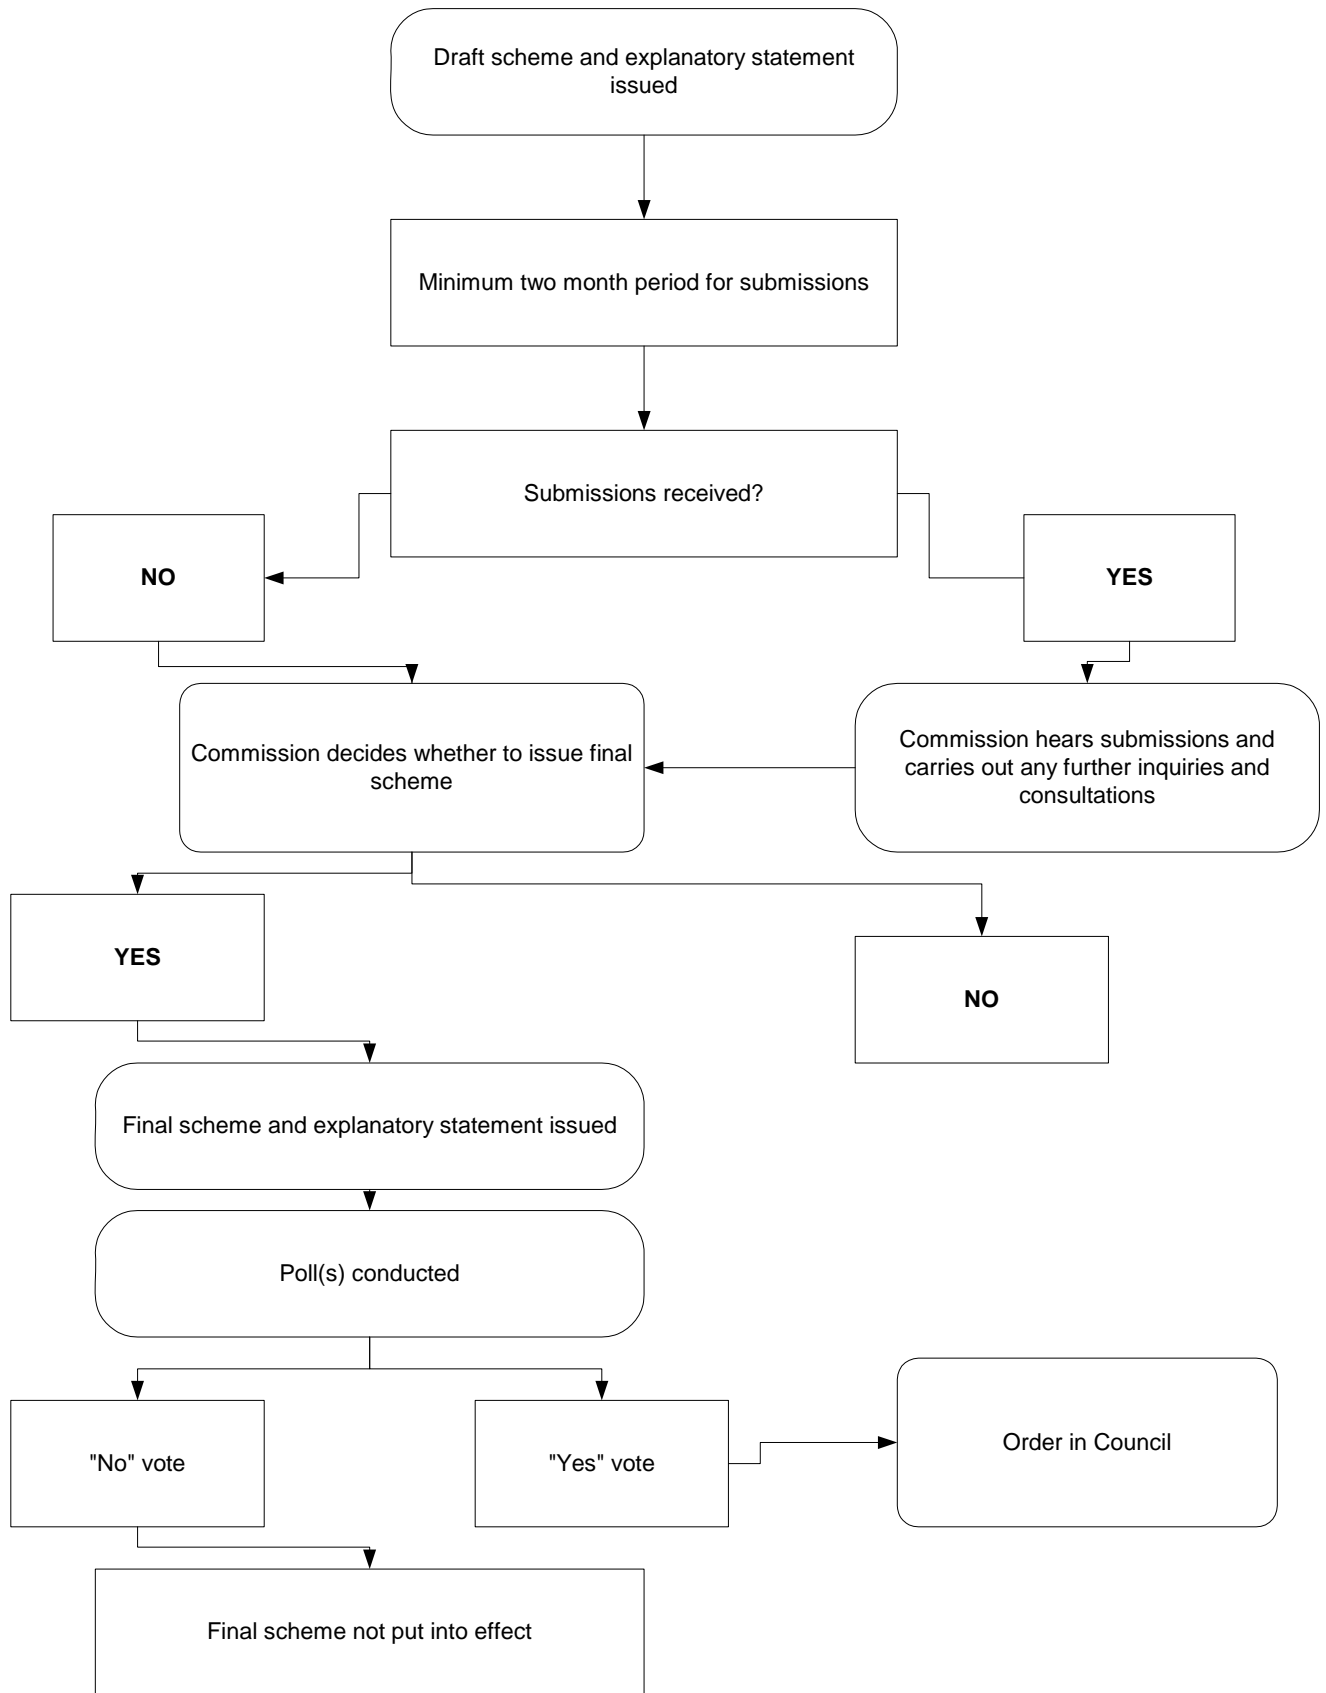 Draft scheme and explanatory statement
issued
Minimum two month period for submissions
Submissions received?
NO
YES
Commission decides whether to issue final
scheme
Commission hears submissions and
carries out any further inquiries and
consultations
YES
NO
Final scheme and explanatory statement issued
Poll(s) conducted
"No" vote
"Yes" vote
Order in Council
Final scheme not put into effect